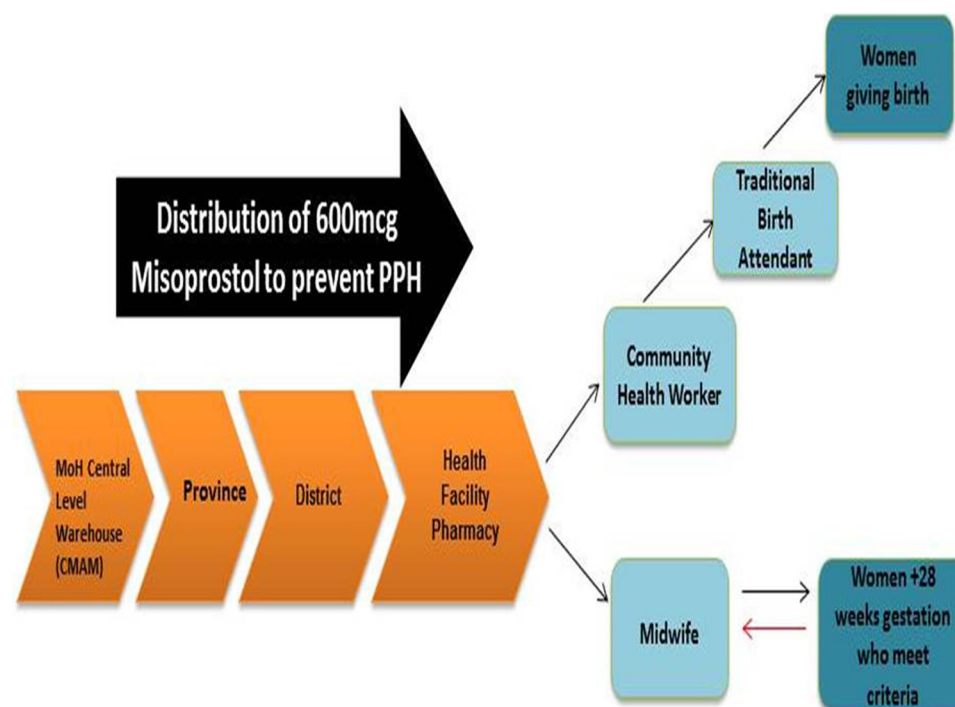 Distribution of 600mcg
Misoprostol to prevent PPH
MoH Central
Level
Warehouse
(CMAM)
Province
District
Health
Facility
Pharmacy
Community
Health Worker
Traditional
Birth
Attendant
Women
giving birth
Midwife
Women +28
weeks gestation
who meet
criteria